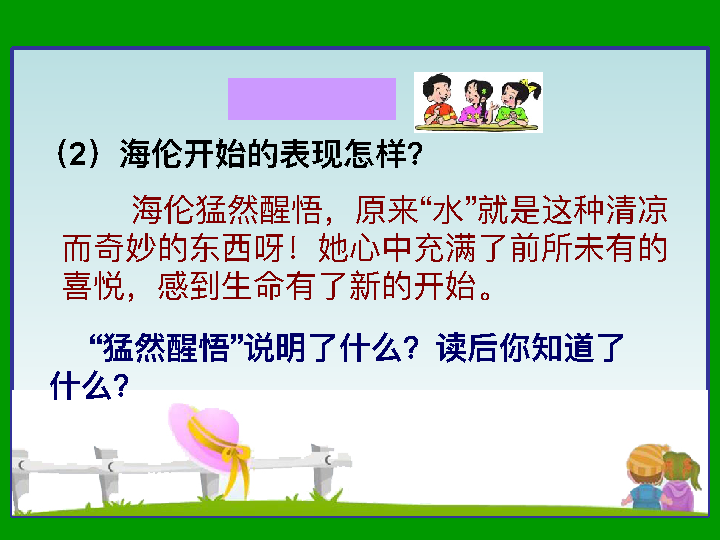 （2）海伦开始的表现怎样？
海伦猛然醒悟，原来“水”就是这种清凉
而奇妙的东西呀！她心中充满了前所未有的
喜悦，感到生命有了新的开始。
“猛然醒悟”说明了什么？读后你知道了
什么？